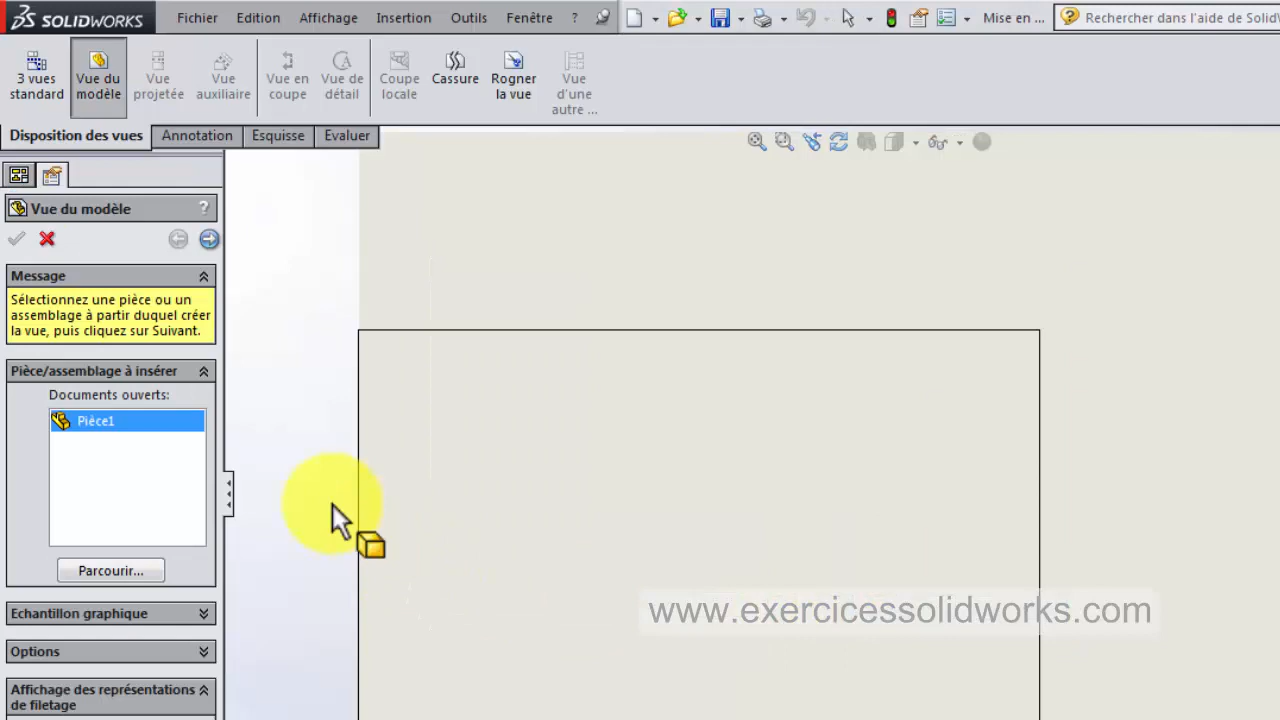 SOLIDWORKS Fichier Edition Affichage Insertion Outils Fenêtre ? Mise en ... ? Rechercher dans l'aide de Solid
3 vues standard
Vue du modèle
Vue projetée
Vue auxiliaire
Vue en coupe
Vue de détail
Coupe locale
Cassure
Rogner la vue
Vue d'une autre ...
Disposition des vues Annotation Esquisse Evaluer
Vue du modèle ?
Message
Sélectionnez une pièce ou un
assemblage à partir duquel créer
la vue, puis cliquez sur Suivant.
Pièce/assemblage à insérer
Documents ouverts:
Pièce1
Parcourir...
Echantillon graphique
Options
Affichage des représentations
de filetage
www.exercicessolidworks.com